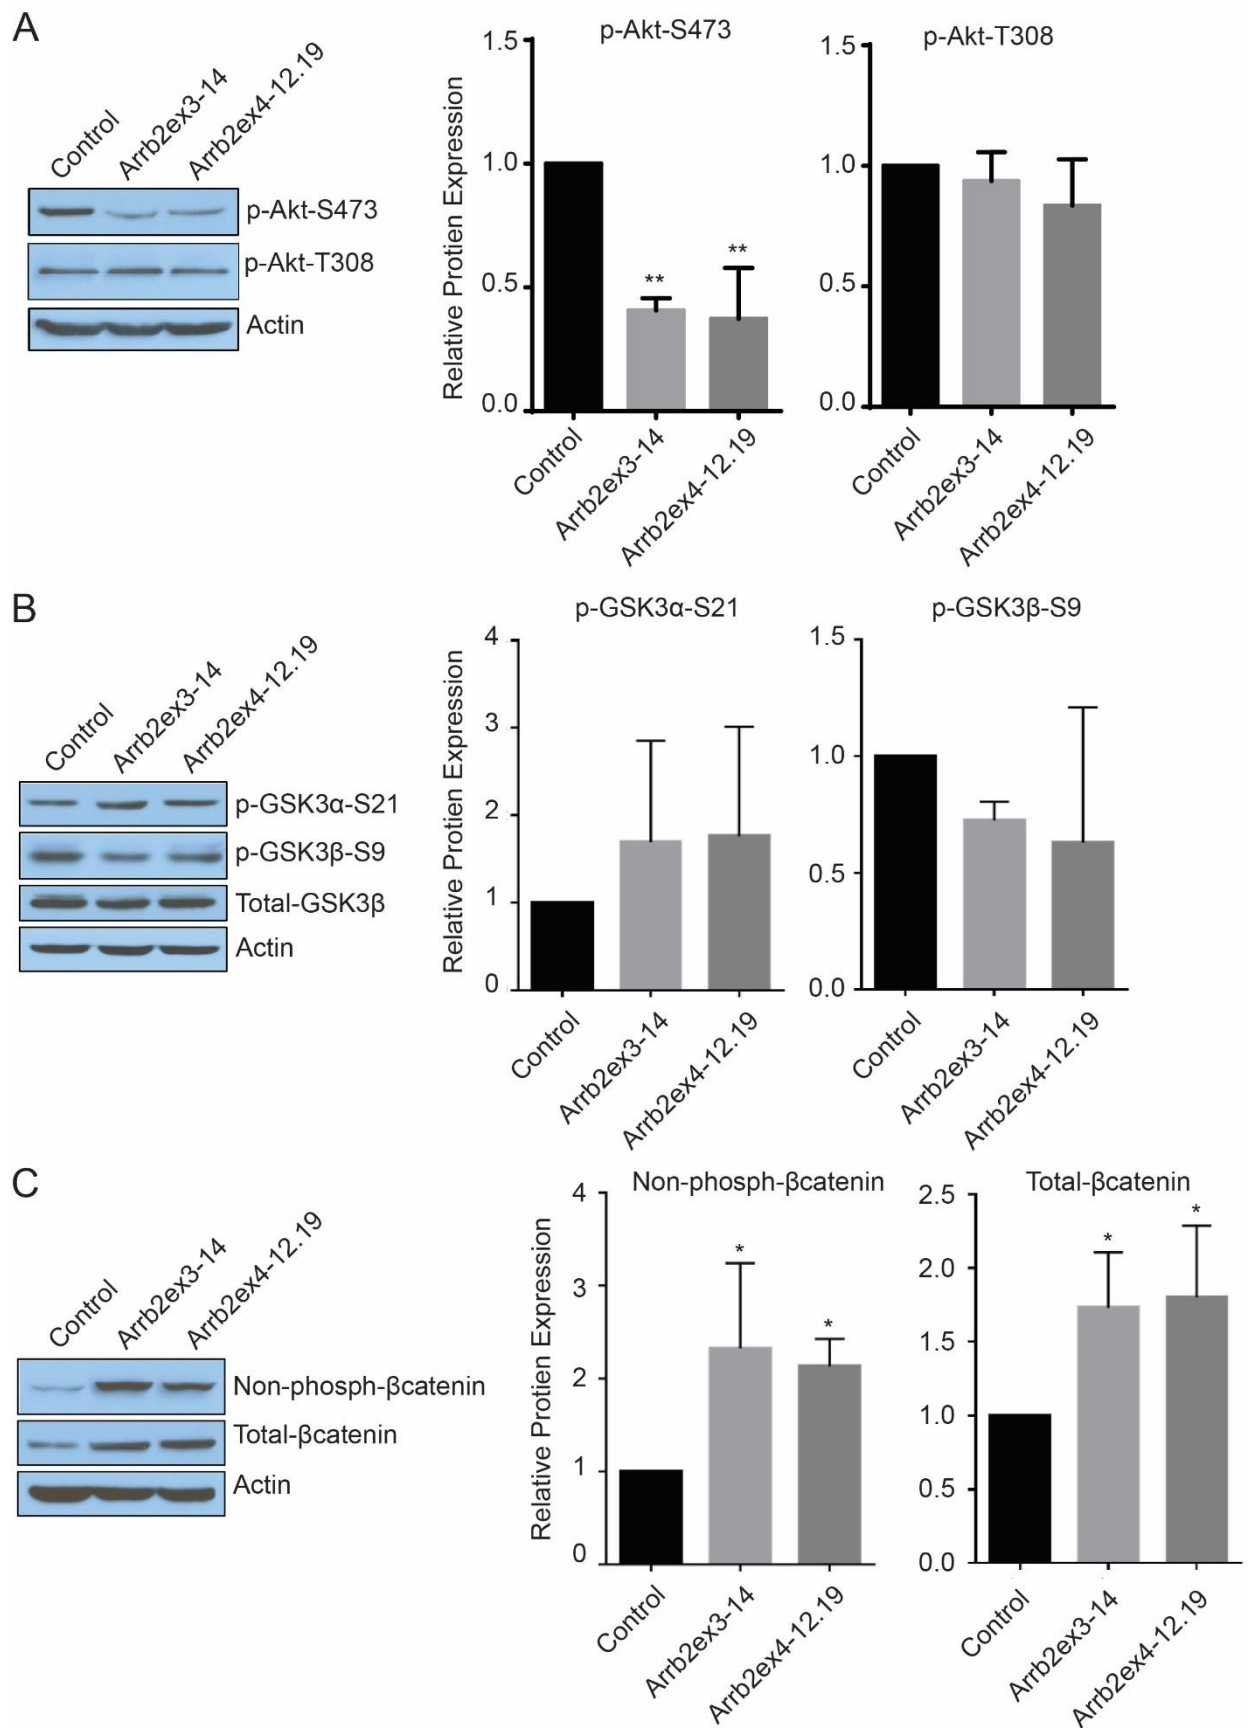 A
Control
Arrb2ex3-14
Arrb2ex4-12.19
p-Akt-S473
p-Akt-T308
Actin
p-Akt-S473
Relative Protien Expression
1.5
1.0
0.5
0.0
Control
Arrb2ex3-14
Arrb2ex4-12.19
**
**
p-Akt-T308
1.5
1.0
0.5
0.0
Control
Arrb2ex3-14
Arrb2ex4-12.19
B
Control
Arrb2ex3-14
Arrb2ex4-12.19
p-GSK3α-S21
p-GSK3β-S9
Total-GSK3β
Actin
p-GSK3α-S21
Relative Protien Expression
4
3
2
1
0
Control
Arrb2ex3-14
Arrb2ex4-12.19
p-GSK3β-S9
1.5
1.0
0.5
0.0
Control
Arrb2ex3-14
Arrb2ex4-12.19
C
Control
Arrb2ex3-14
Arrb2ex4-12.19
Non-phosph-βcatenin
Total-βcatenin
Actin
Non-phosph-βcatenin
Relative Protien Expression
4
3
2
1
0
*
*
Control
Arrb2ex3-14
Arrb2ex4-12.19
Total-βcatenin
2.5
2.0
1.5
1.0
0.5
0.0
*
*
Control
Arrb2ex3-14
Arrb2ex4-12.19